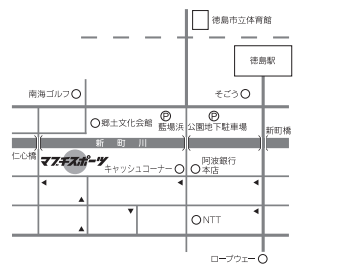 徳島市立体育館
徳島駅
南海ゴルフ
そごう
郷土文化会館
P
藍場浜
P
公園地下駐車場
新町橋
新町川
仁心橋
マフチスポーツ
キャッシュコーナー
阿波銀行
本店
NTT
ロープウェー